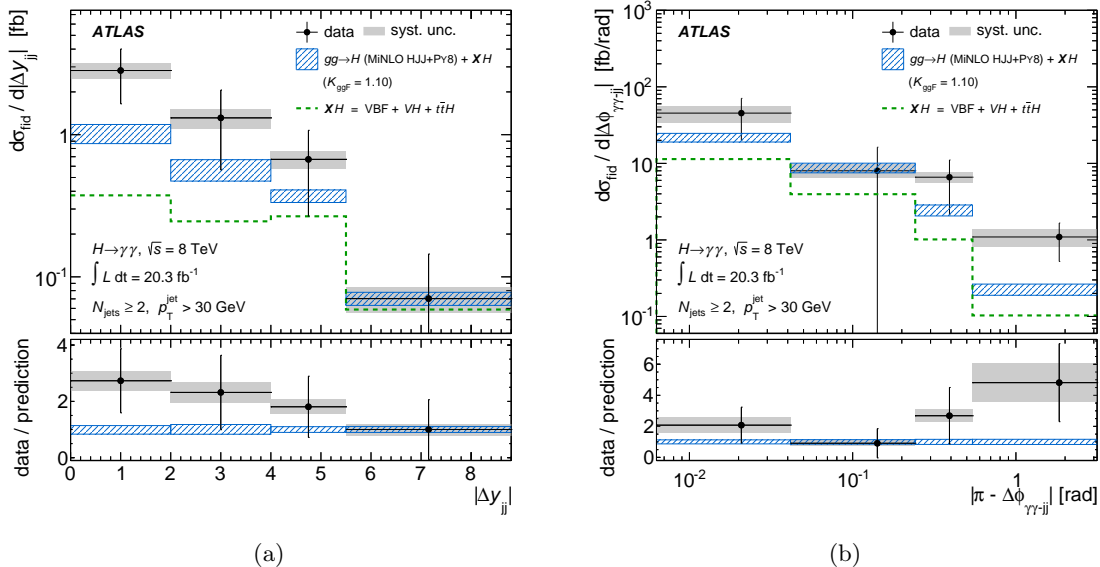 ATLAS
data syst. unc.
gg→H (MiNLO HJJ+PY8) + XH
(K_ggF = 1.10)
XH = VBF + VH + tt̄H
dσ_fid / d|Δy_jj| [fb]
1
10⁻¹
H→γγ, √s = 8 TeV
∫ L dt = 20.3 fb⁻¹
N_jets ≥ 2, p_T^jet > 30 GeV
data / prediction
4
2
0
0 1 2 3 4 5 6 7 8
|Δy_jj|
(a)
ATLAS
data syst. unc.
gg→H (MiNLO HJJ+PY8) + XH
(K_ggF = 1.10)
XH = VBF + VH + tt̄H
dσ_fid / d|Δϕ_γγ-jj| [fb/rad]
10³
10²
10
1
10⁻¹
H→γγ, √s = 8 TeV
∫ L dt = 20.3 fb⁻¹
N_jets ≥ 2, p_T^jet > 30 GeV
data / prediction
6
4
2
0
10⁻² 10⁻¹ 1
|π - Δϕ_γγ-jj| [rad]
(b)